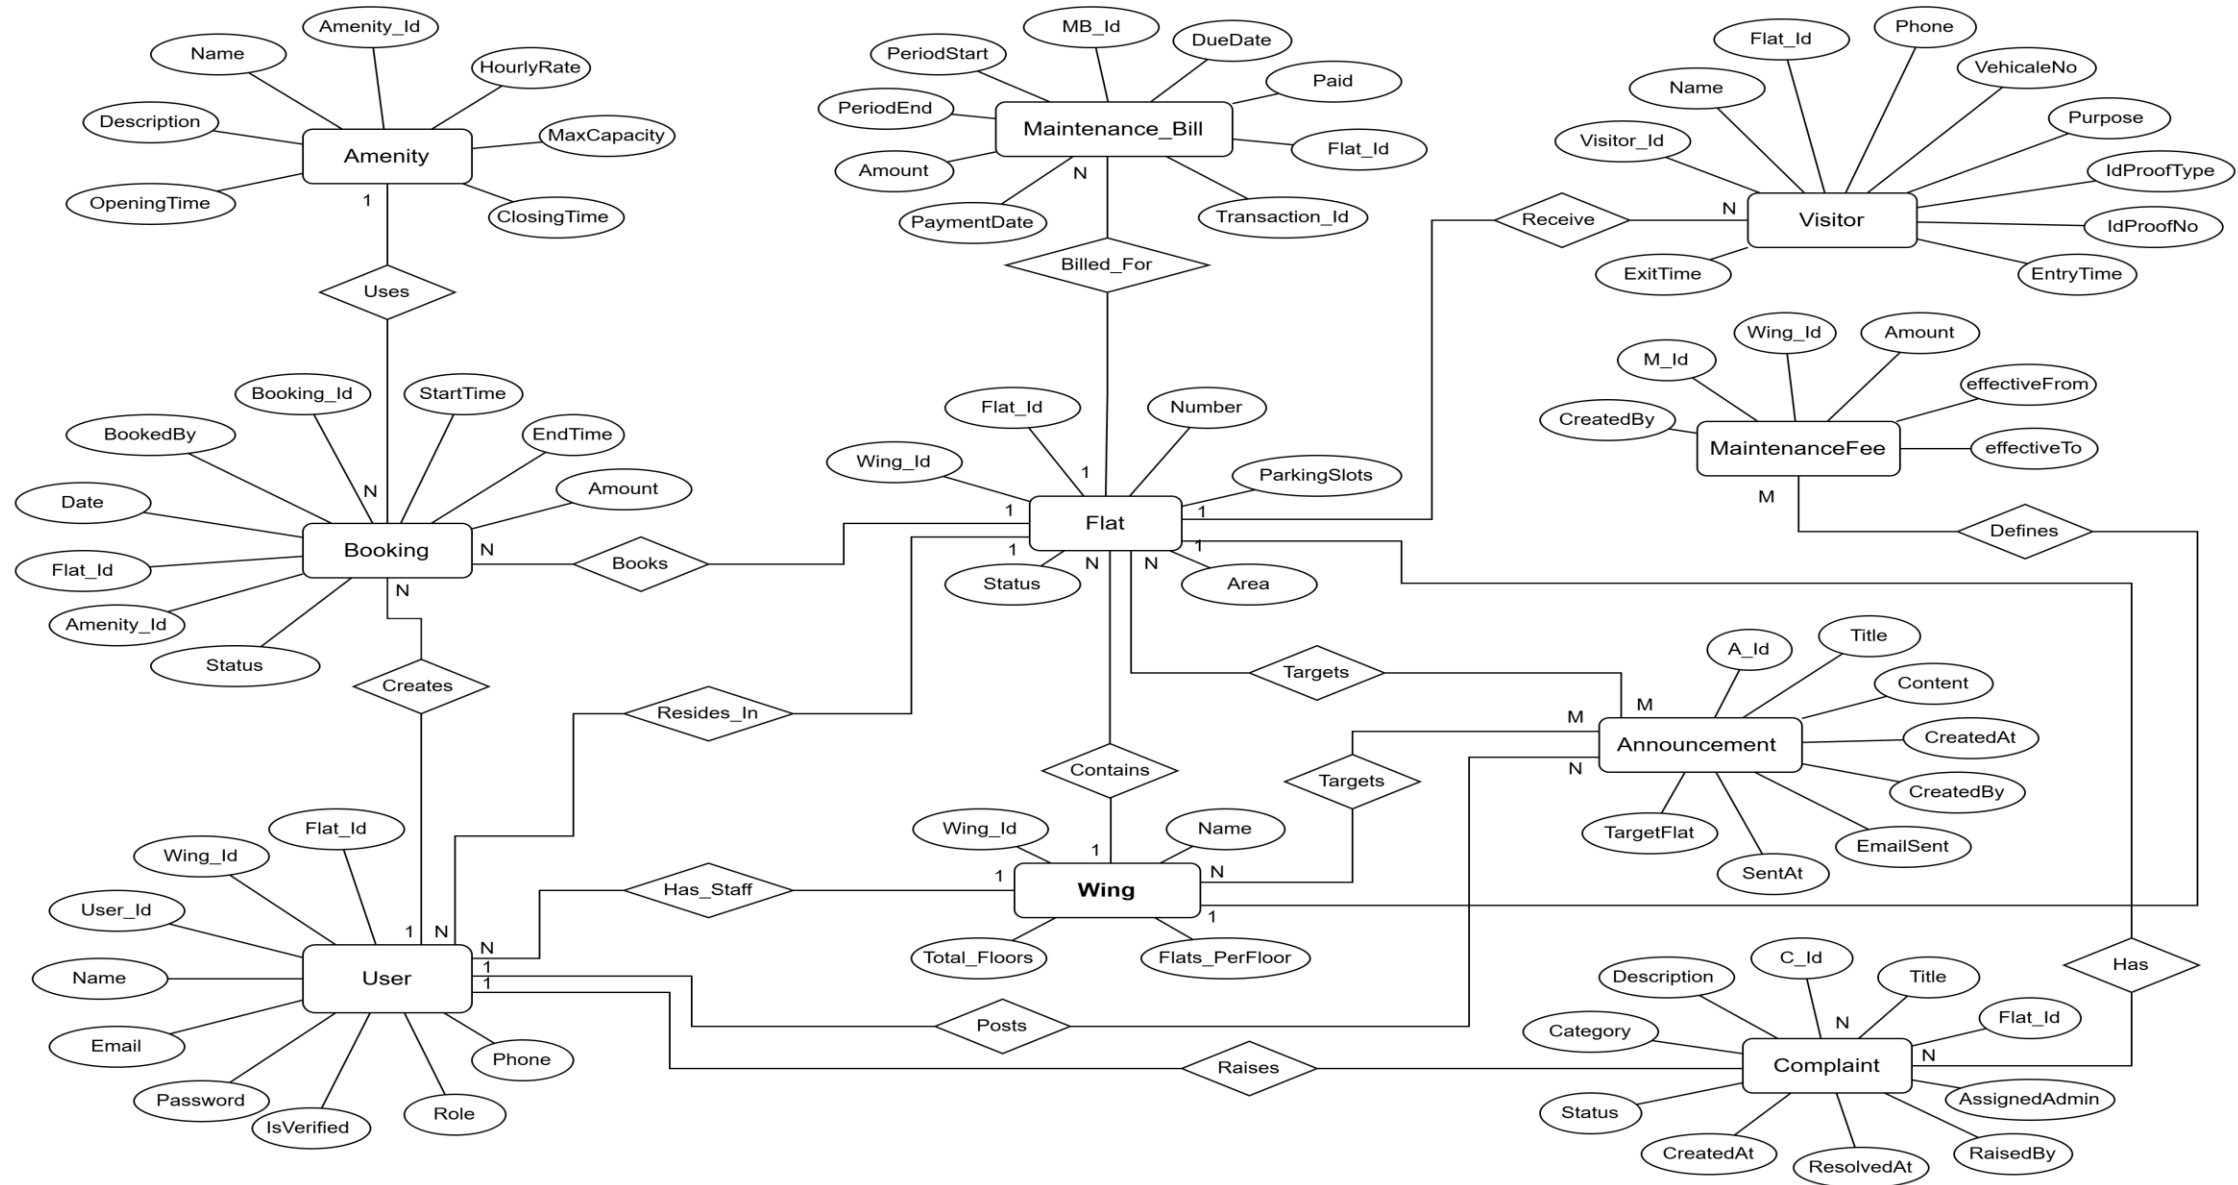 Amenity_Id
Name
HourlyRate
Description
MaxCapacity
Amenity
OpeningTime
ClosingTime
1
Uses
MB_Id
PeriodStart
DueDate
Paid
PeriodEnd
Maintenance_Bill
Flat_Id
Amount
N
PaymentDate
Transaction_Id
Billed_For
Phone
Flat_Id
VehicaleNo
Name
Purpose
Visitor_Id
IdProofType
Receive
N
Visitor
IdProofNo
ExitTime
EntryTime
Wing_Id
Amount
M_Id
effectiveFrom
CreatedBy
MaintenanceFee
effectiveTo
M
Defines
Booking_Id
StartTime
BookedBy
EndTime
N
Amount
Date
Booking
N
Flat_Id
N
Amenity_Id
Status
Creates
Books
Flat_Id
Number
Wing_Id
1
ParkingSlots
1
Flat
1
1
1
N
N
Status
Area
Resides_In
Targets
Contains
Targets
A_Id
Title
Content
M
M
Announcement
CreatedAt
N
CreatedBy
TargetFlat
EmailSent
SentAt
Flat_Id
Wing_Id
User_Id
1
N
N
1
1
Name
User
Email
Phone
Password
Role
IsVerified
Has_Staff
Wing_Id
Name
1
1
N
Wing
1
Total_Floors
Flats_PerFloor
Posts
Raises
Has
C_Id
Description
Title
Flat_Id
Category
N
N
Complaint
AssignedAdmin
Status
CreatedAt
RaisedBy
ResolvedAt